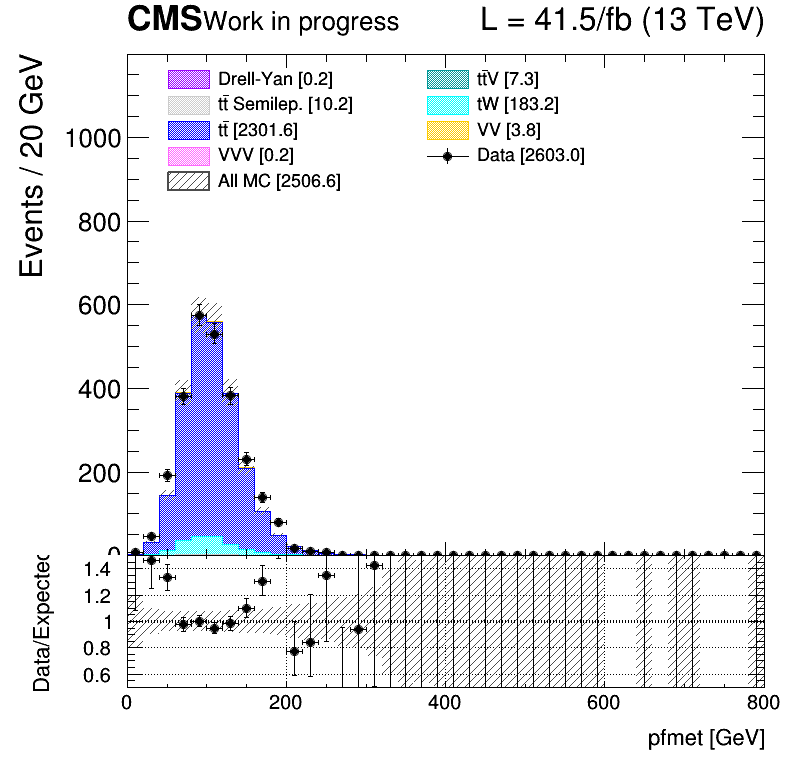 CMS Work in progress L = 41.5/fb (13 TeV)
Drell-Yan [0.2]
tt̄ Semilep. [10.2]
tt̄ [2301.6]
VVV [0.2]
All MC [2506.6]
tt̄V [7.3]
tW [183.2]
VV [3.8]
Data [2603.0]
Events / 20 GeV
1000
800
600
400
200
0
Data/Expected
1.4
1.2
1
0.8
0.6
0 200 400 600 800
pfmet [GeV]